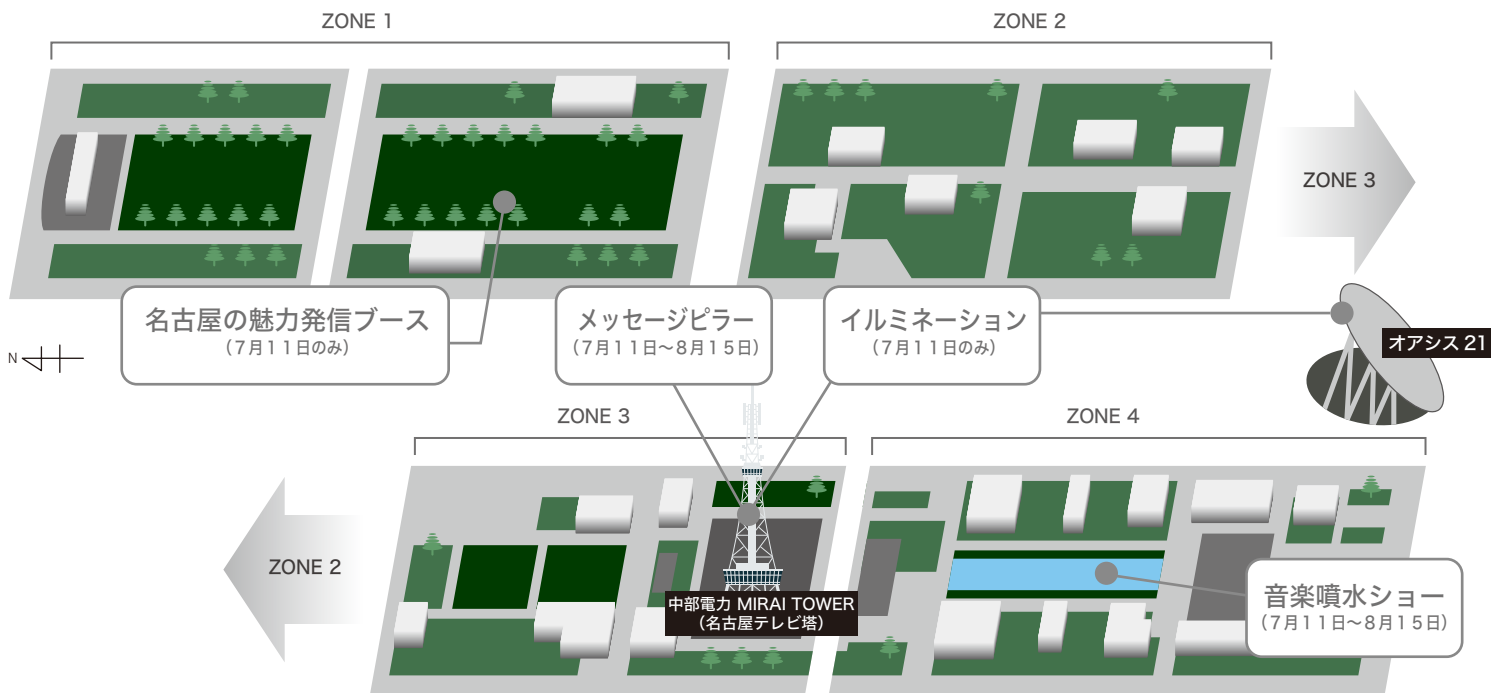 ZONE 1
ZONE 2
ZONE 3
名古屋の魅力発信ブース
(7月11日のみ)
メッセージピラー
(7月11日〜8月15日)
イルミネーション
(7月11日のみ)
オアシス 21
N
ZONE 3
ZONE 4
ZONE 2
中部電力 MIRAI TOWER
(名古屋テレビ塔)
音楽噴水ショー
(7月11日〜8月15日)